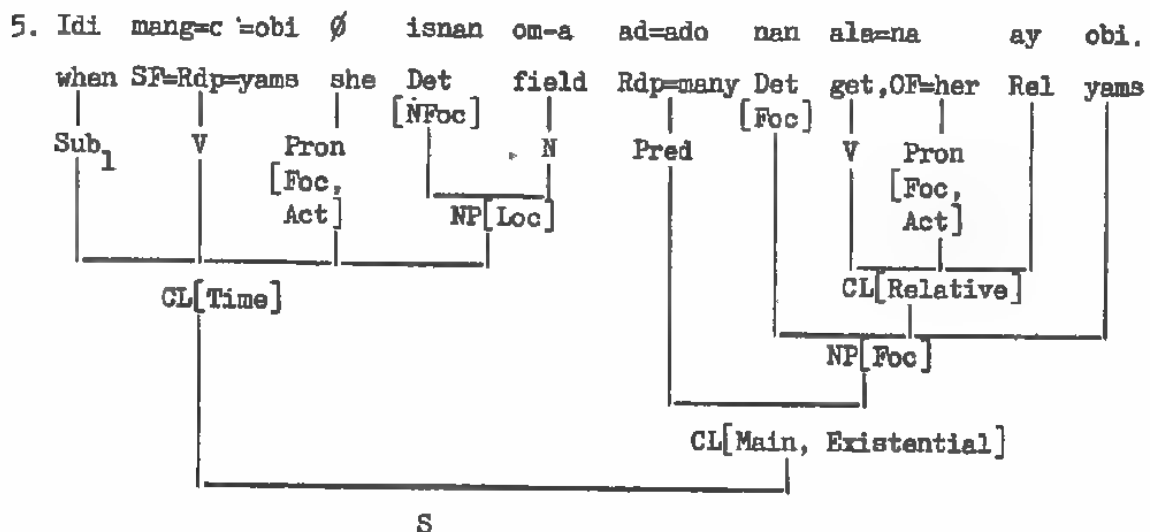 5. Idi mang=c'=obi Ø isnan om-a ad=ado nan ala=na ay obi.
when SF=Rdp=yams she Det field Rdp=many Det get,OF=her Rel yams
[NFoc] [Foc]
Sub1 V Pron N Pred V Pron
[Foc, [Foc,
Act] NP[Loc] Act]
CL[Time] CL[Relative]
NP[Foc]
CL[Main, Existential]
S